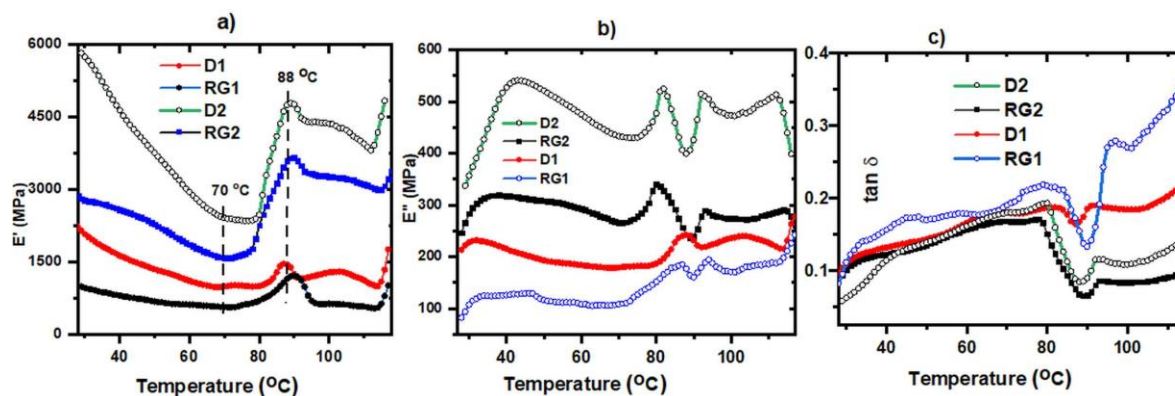 a)
E' (MPa)
6000
4500
3000
1500
0
D1
RG1
D2
RG2
88 °C
70 °C
40 60 80 100
Temperature (°C)
b)
E" (MPa)
600
500
400
300
200
100
D2
RG2
D1
RG1
40 60 80 100
Temperature (°C)
c)
tan δ
0.4
0.3
0.2
0.1
D2
RG2
D1
RG1
40 60 80 100
Temperature (°C)